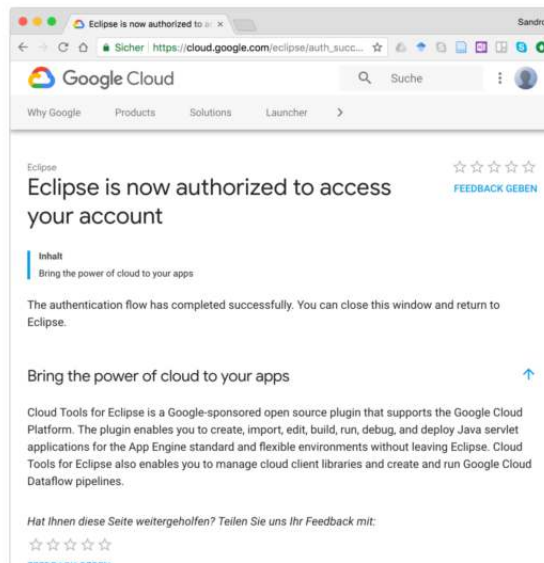 Eclipse is now authorized to a
Sandro
Sicher https://cloud.google.com/eclipse/auth_succ...
Google Cloud
Suche
Why Google Products Solutions Launcher
Eclipse
Eclipse is now authorized to access
your account
FEEDBACK GEBEN
Inhalt
Bring the power of cloud to your apps
The authentication flow has completed successfully. You can close this window and return to
Eclipse.
Bring the power of cloud to your apps
Cloud Tools for Eclipse is a Google-sponsored open source plugin that supports the Google Cloud
Platform. The plugin enables you to create, import, edit, build, run, debug, and deploy Java servlet
applications for the App Engine standard and flexible environments without leaving Eclipse. Cloud
Tools for Eclipse also enables you to manage cloud client libraries and create and run Google Cloud
Dataflow pipelines.
Hat Ihnen diese Seite weitergeholfen? Teilen Sie uns Ihr Feedback mit: